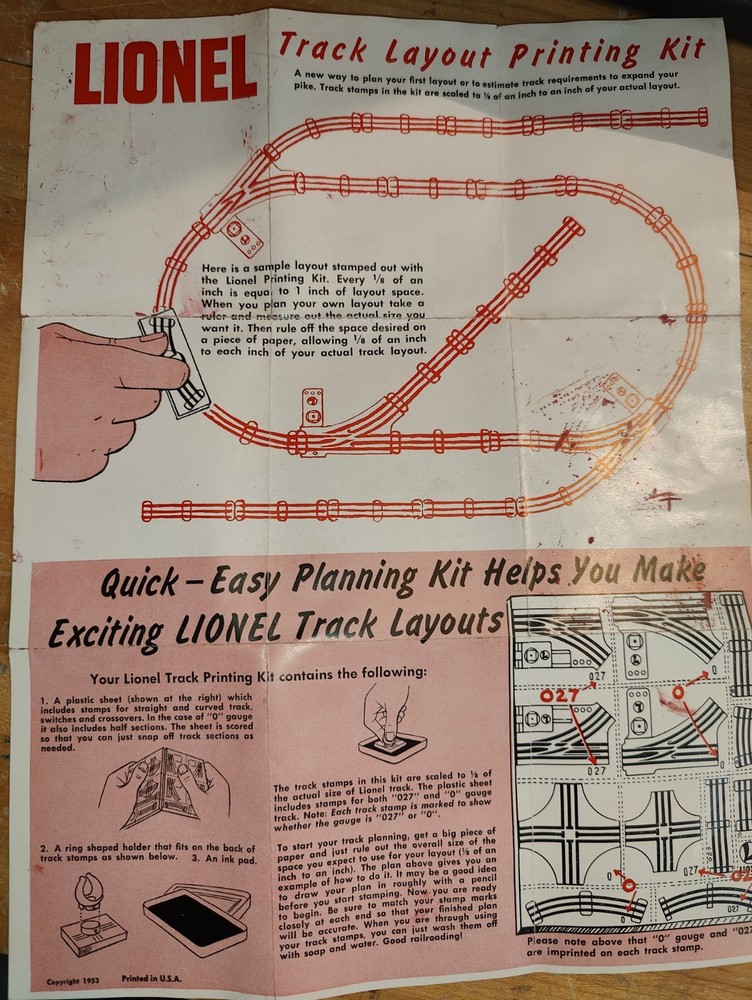 LIONEL
Track Layout Printing Kit
A new way to plan your first layout or to estimate track requirements to expand your
pike. Track stamps in the kit are scaled to ⅛ of an inch to an inch of your actual layout.
Here is a sample layout stamped out with
the Lionel Printing Kit. Every ⅛ of an
inch is equal to 1 inch of layout space.
When you plan your own layout take a
ruler and measure out the actual size you
want it. Then rule off the space desired on
a piece of paper, allowing ⅛ of an inch
to each inch of your actual track layout.
Quick – Easy Planning Kit Helps You Make
Exciting LIONEL Track Layouts
Your Lionel Track Printing Kit contains the following:
1. A plastic sheet (shown at the right) which
includes stamps for straight and curved track,
switches and crossovers. In the case of "0" gauge
it also includes half sections. The sheet is scored
so that you can just snap off track sections as
needed.
2. A ring shaped holder that fits on the back of
track stamps as shown below. 3. An ink pad.
Copyright 1953 Printed in U.S.A.
The track stamps in this kit are scaled to ⅛ of
the actual size of Lionel track. The plastic sheet
includes stamps for both "027" and "0" gauge
track. Note: Each track stamp is marked to show
whether the gauge is "027" or "0".
To start your track planning, get a big piece of
paper and just rule out the overall size of the
space you expect to use for your layout (⅛ of an
inch to an inch). The plan above gives you an
example of how to do it. It may be a good idea
to draw your plan in roughly with a pencil
before you start stamping. Now you are ready
to begin. Be sure to match your stamp marks
closely at each end so that your finished plan
will be accurate. When you are through using
your track stamps, you can just wash them off
with soap and water. Good railroading!
027
0
027
0
027
0
0
0
0
027
027
Please note above that "0" gauge and "027
are imprinted on each track stamp.